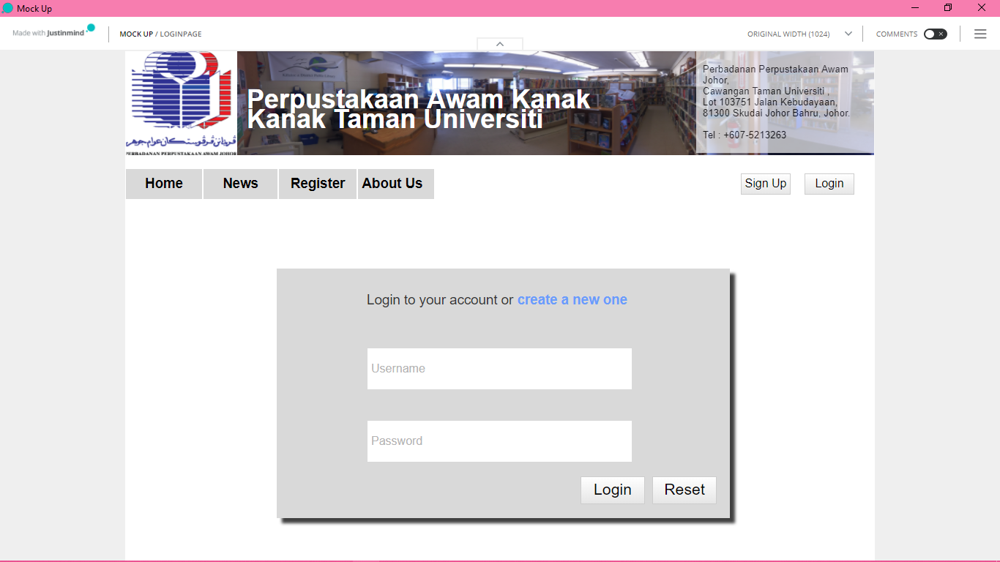 Mock Up
Made with Justinmind
MOCK UP / LOGINPAGE
ORIGINAL WIDTH (1024)
COMMENTS
PERBADANAN PERPUSTAKAAN AWAM JOHOR
Perpustakaan Awam Kanak
Kanak Taman Universiti
Perbadanan Perpustakaan Awam
Johor,
Cawangan Taman Universiti ,
Lot 103751 Jalan Kebudayaan,
81300 Skudai Johor Bahru, Johor.
Tel : +607-5213263
Home
News
Register
About Us
Sign Up
Login
Login to your account or create a new one
Username
Password
Login
Reset